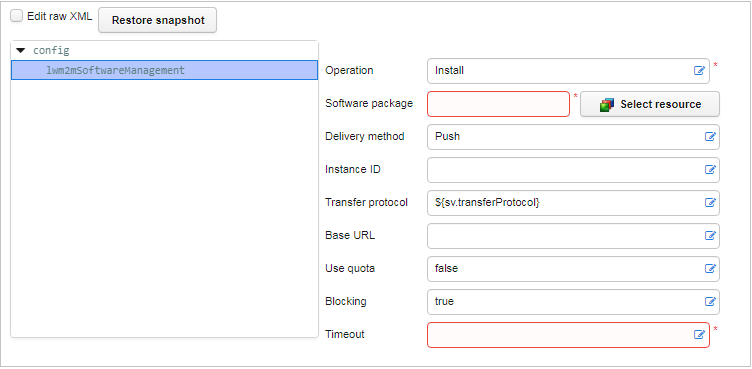 Edit raw XML Restore snapshot
config
lwm2mSoftwareManagement
Operation Install *
Software package * Select resource
Delivery method Push
Instance ID
Transfer protocol ${sv.transferProtocol}
Base URL
Use quota false
Blocking true
Timeout *